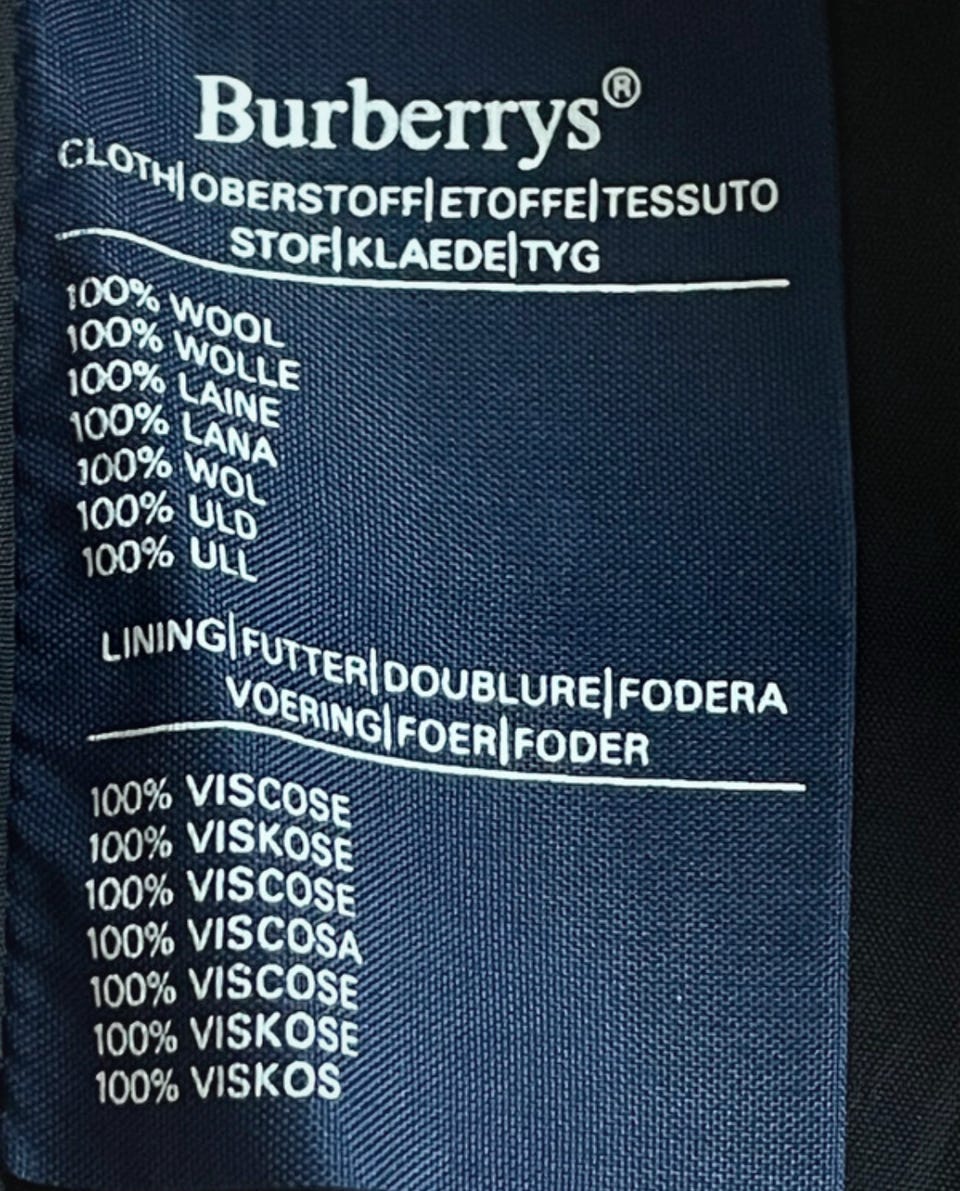 Burberrys®
CLOTH|OBERSTOFF|ETOFFE|TESSUTO
STOF|KLAEDE|TYG
100% WOOL
100% WOLLE
100% LAINE
100% LANA
100% WOL
100% ULD
100% ULL
LINING|FUTTER|DOUBLURE|FODERA
VOERING|FOER|FODER
100% VISCOSE
100% VISKOSE
100% VISCOSE
100% VISCOSA
100% VISCOSE
100% VISKOSE
100% VISKOS